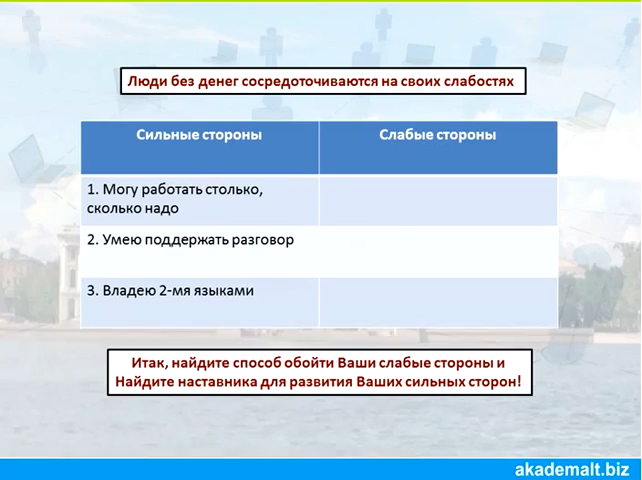 Люди без денег сосредоточиваются на своих слабостях
Сильные стороны
Слабые стороны
1. Могу работать столько,
сколько надо
2. Умею поддержать разговор
3. Владею 2-мя языками
Итак, найдите способ обойти Ваши слабые стороны и
Найдите наставника для развития Ваших сильных сторон!
akademalt.biz